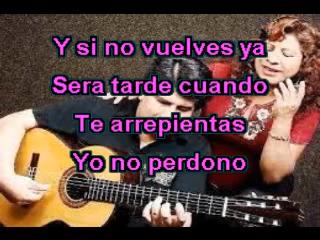 Y si no vuelves ya
Sera tarde cuando
Te arrepientas
Yo no perdono